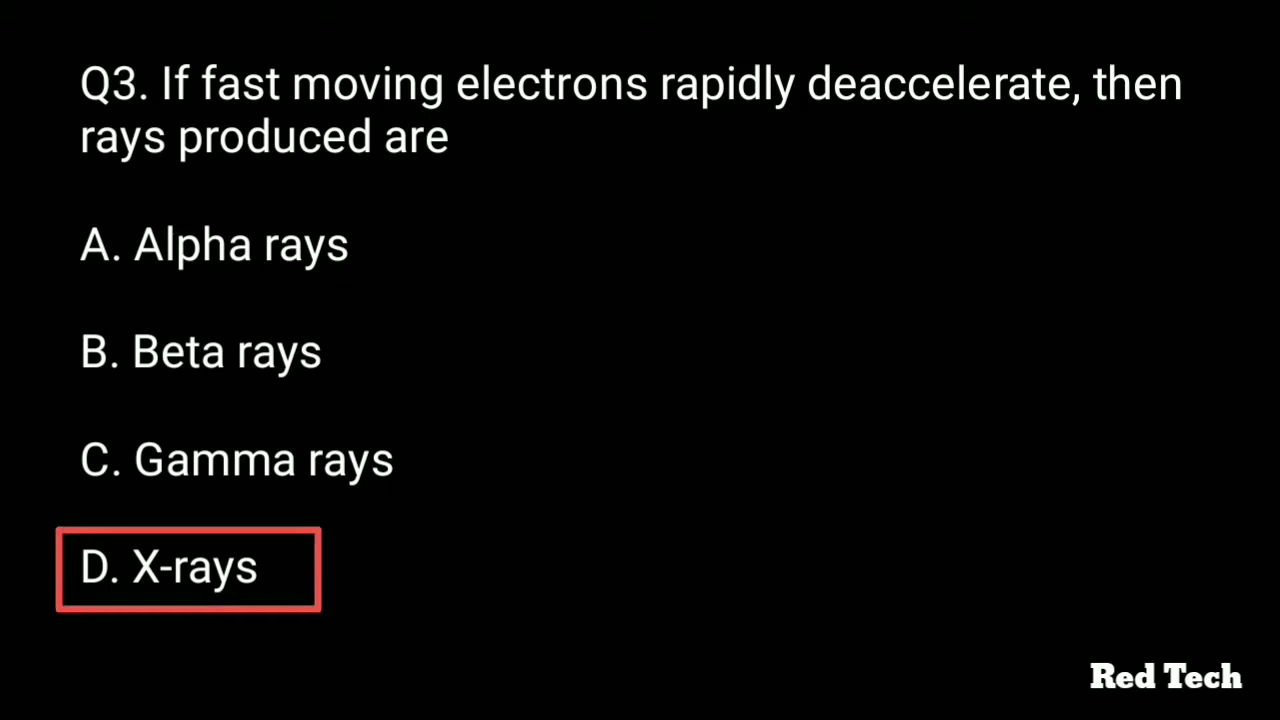 Q3. If fast moving electrons rapidly deaccelerate, then
rays produced are
A. Alpha rays
B. Beta rays
C. Gamma rays
D. X-rays
Red Tech